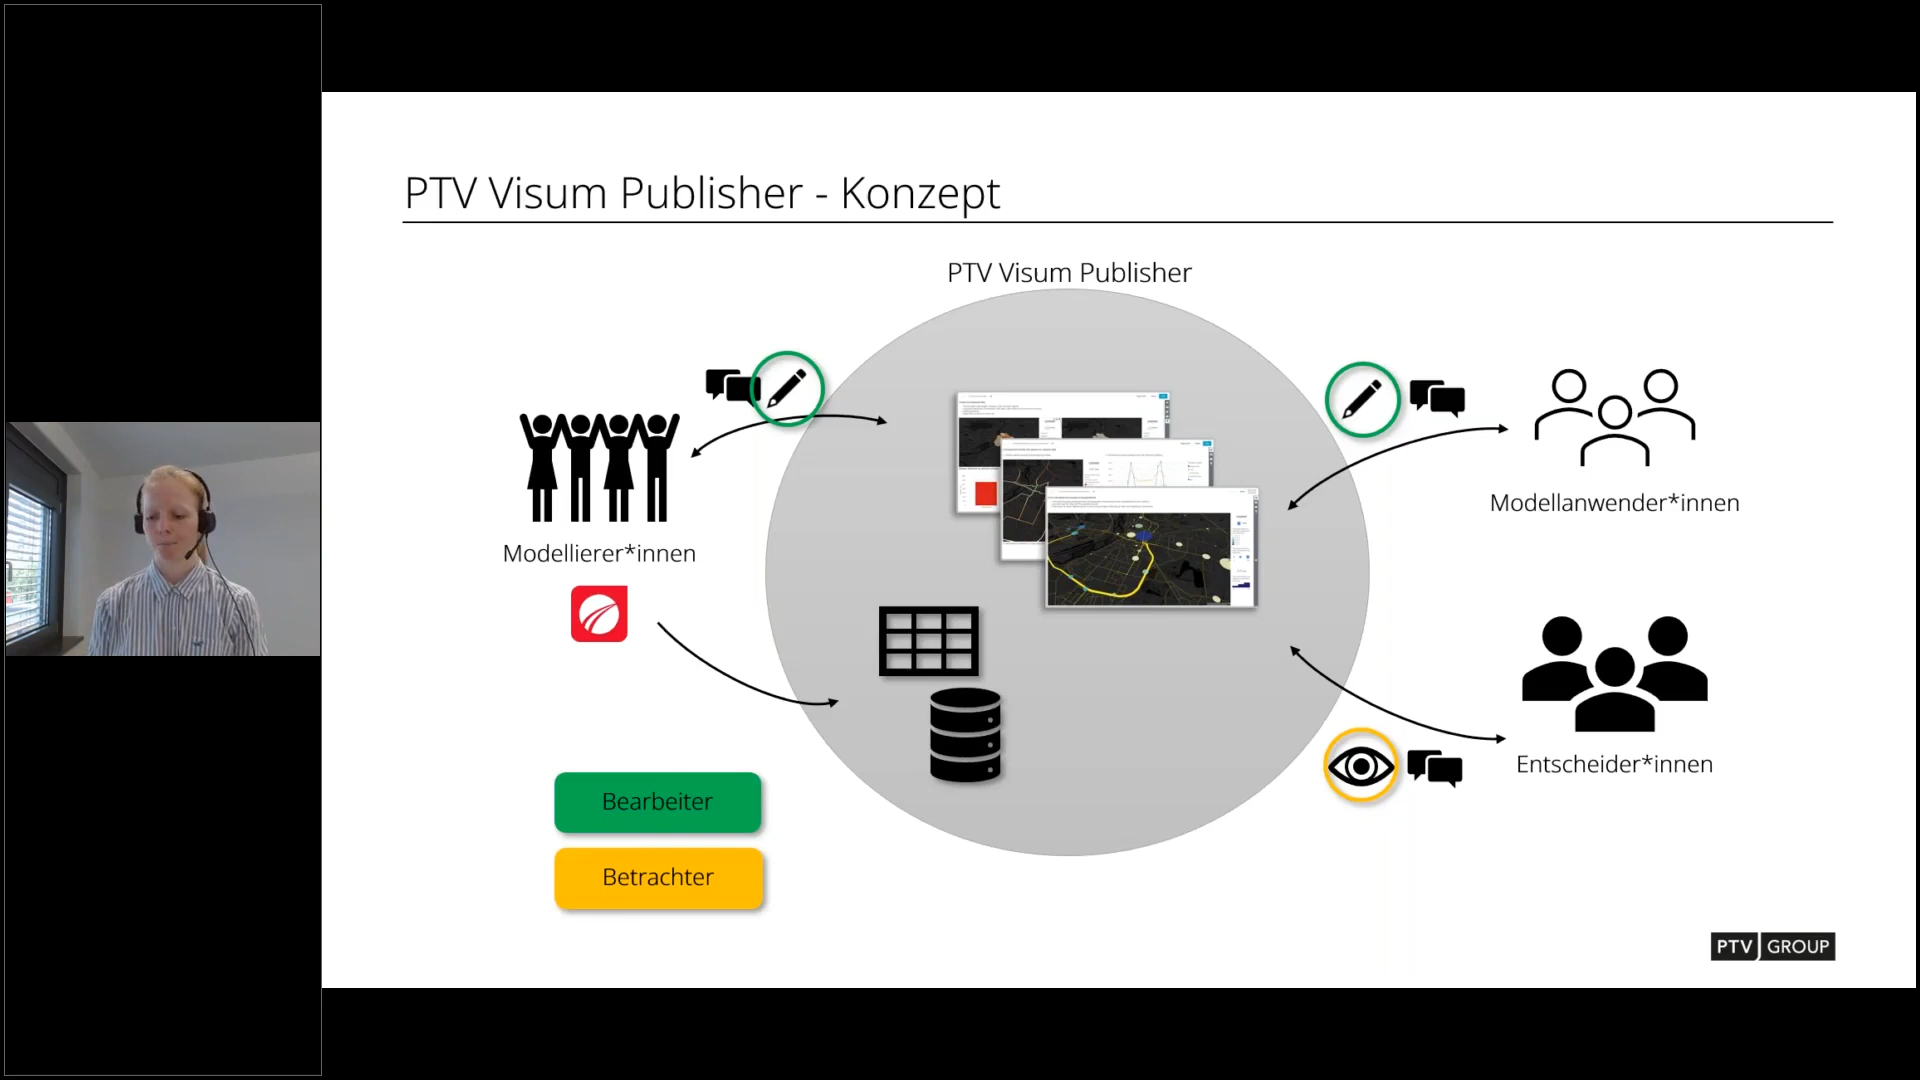 PTV Visum Publisher - Konzept
PTV Visum Publisher
Modellierer*innen
Modellanwender*innen
Entscheider*innen
Bearbeiter
Betrachter
PTV GROUP